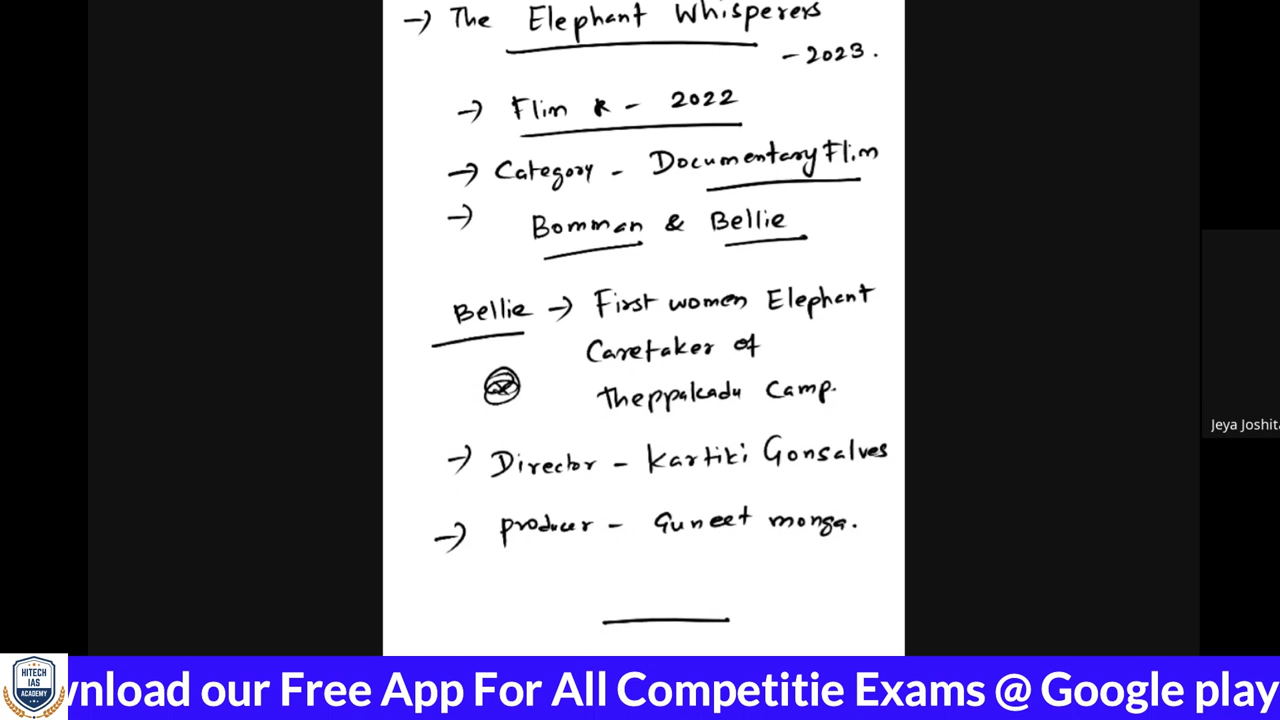 → The Elephant Whisperers
- 2023.
→ Flim - 2022
→ Category - Documentary Flim
→ Bomman & Bellie
Bellie → First women Elephant
Caretaker of
Theppakadu Camp.
→ Director - Kartiki Gonsalves
→ Producer - Guneet monga.
Jeya Joshita
HITECH
IAS
ACADEMY
wnload our Free App For All Competitie Exams @ Google play